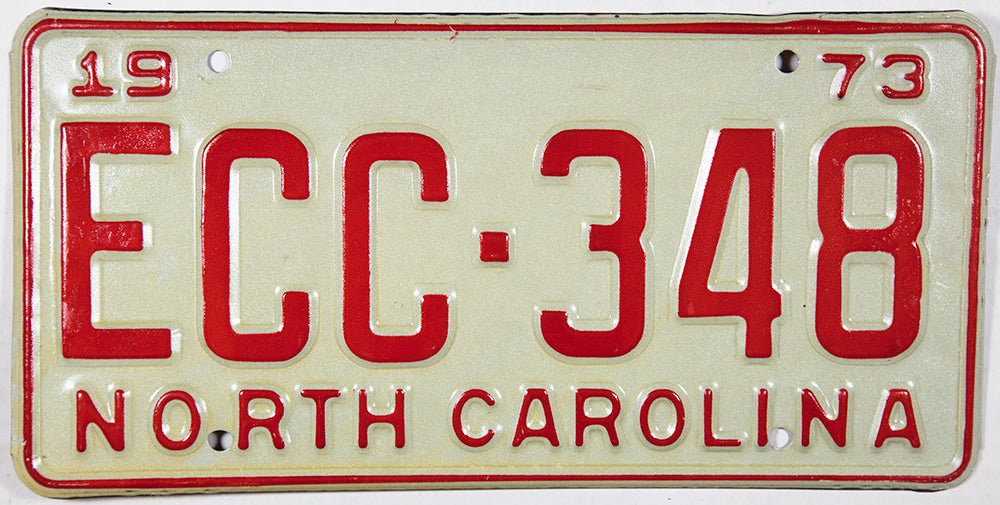 19 73
ECC·348
NORTH CAROLINA